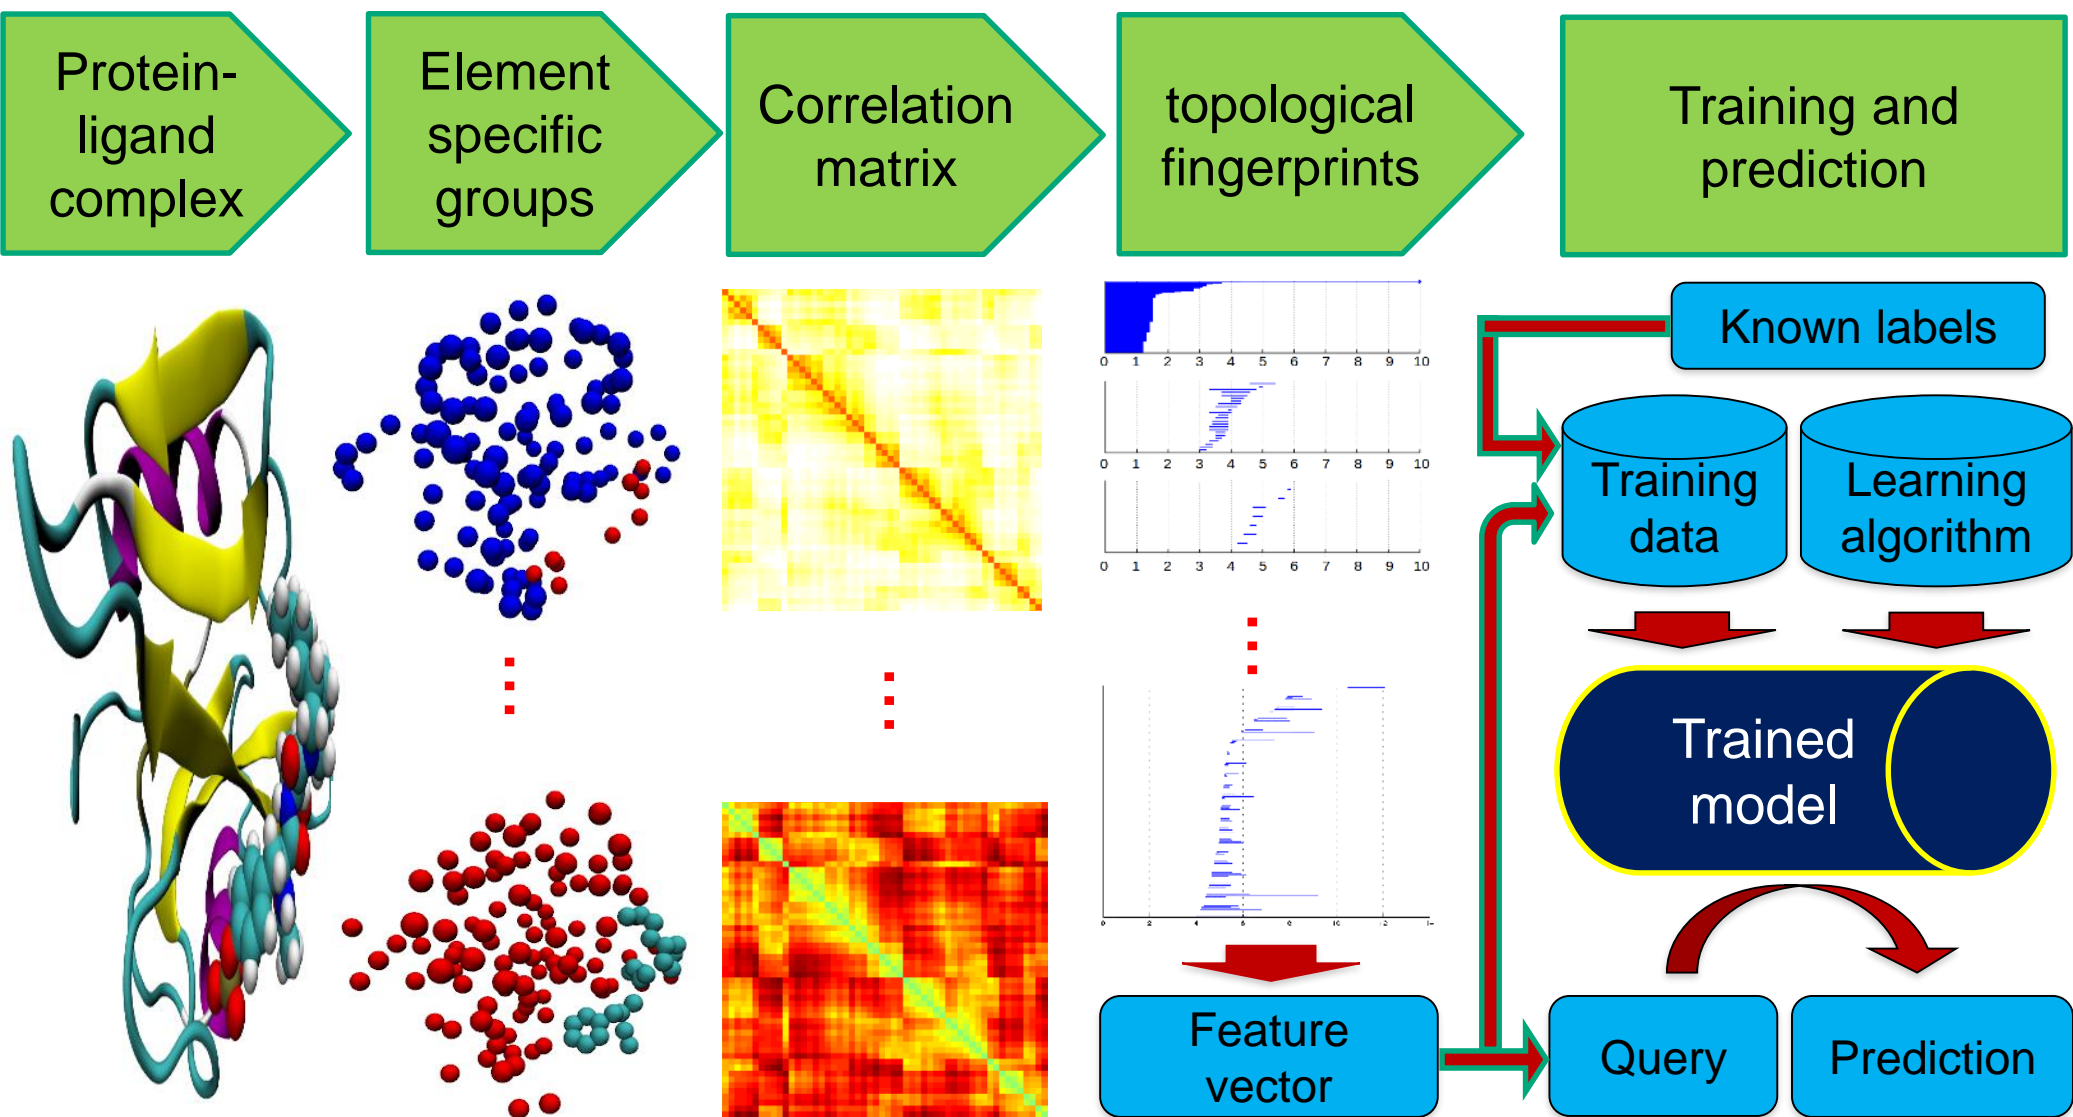 Protein-
ligand
complex
Element
specific
groups
Correlation
matrix
topological
fingerprints
Training and
prediction
0 1 2 3 4 5 6 7 8 9 10
0 1 2 3 4 5 6 7 8 9 10
0 1 2 3 4 5 6 7 8 9 10
Known labels
Training
data
Learning
algorithm
Trained
model
Feature
vector
Query
Prediction